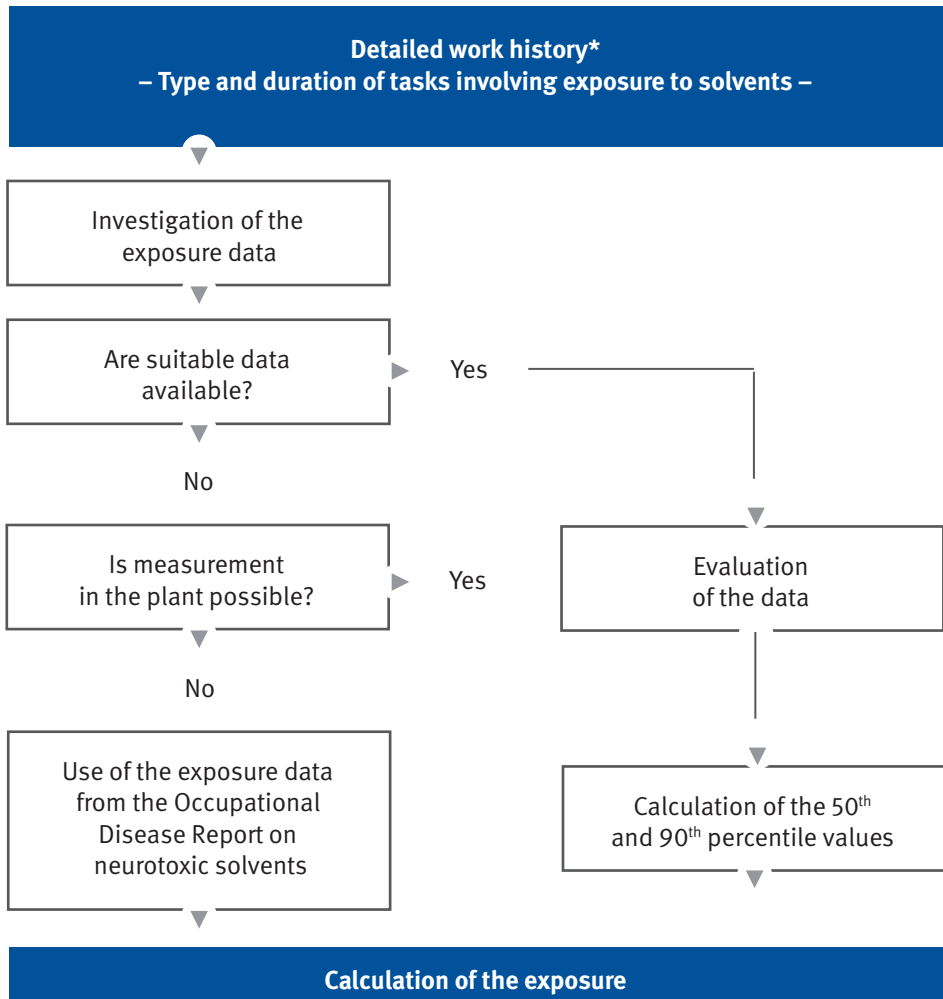 Detailed work history*
– Type and duration of tasks involving exposure to solvents –
Investigation of the
exposure data
Are suitable data
available?
Yes
No
Is measurement
in the plant possible?
Yes
Evaluation
of the data
No
Use of the exposure data
from the Occupational
Disease Report on
neurotoxic solvents
Calculation of the 50th
and 90th percentile values
Calculation of the exposure